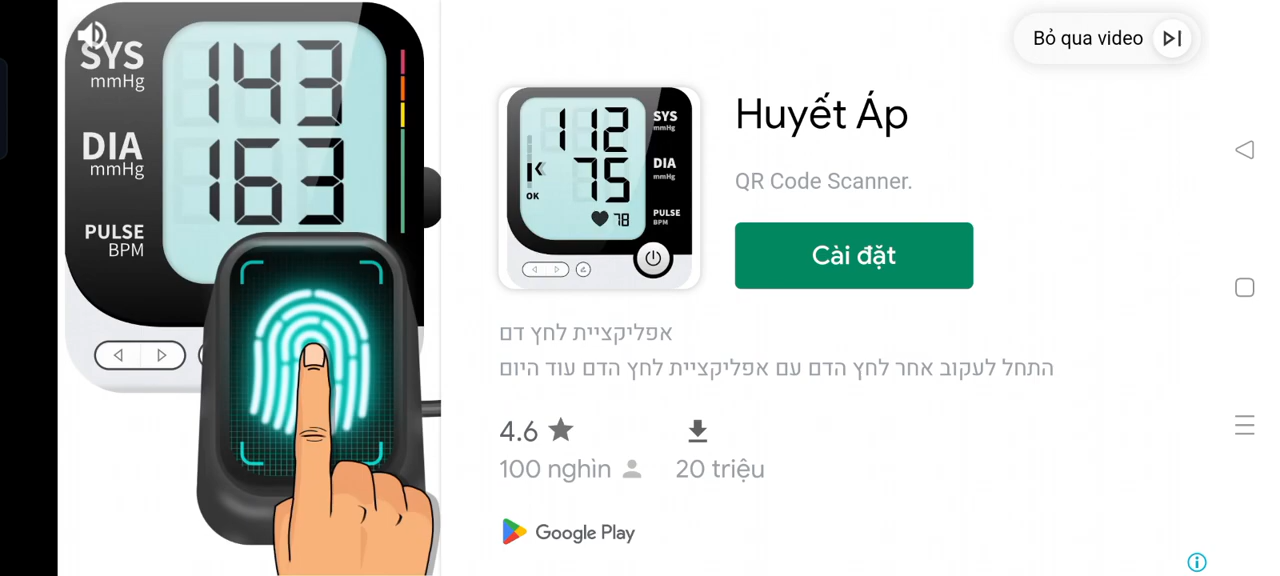 SYS
mmHg
143
DIA
mmHg
163
PULSE
BPM
Bỏ qua video
112
SYS
mmHg
75
DIA
mmHg
OK
78
PULSE
BPM
Huyết Áp
QR Code Scanner.
Cài đặt
אפליקציית לחץ דם
התחל לעקוב אחר לחץ הדם עם אפליקציית לחץ הדם עוד היום
4.6
100 nghìn
20 triệu
Google Play